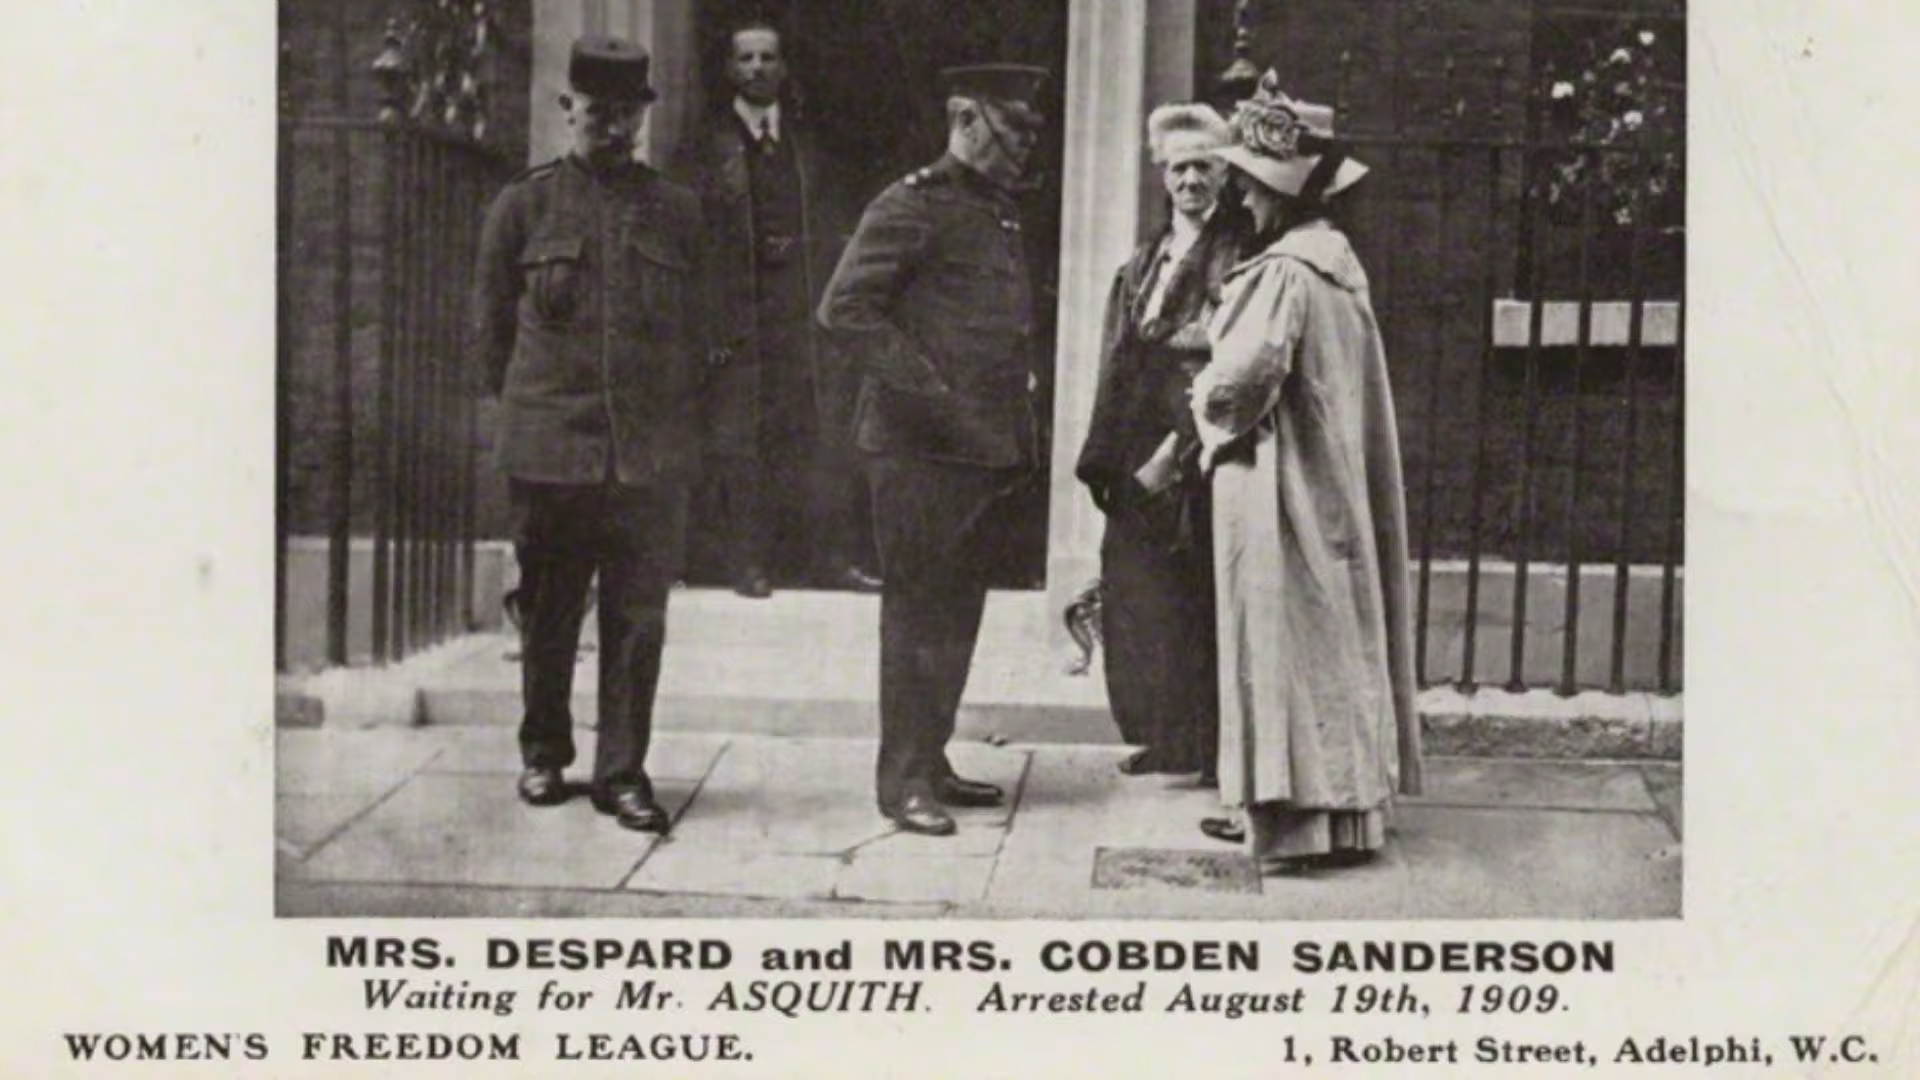 MRS. DESPARD and MRS. COBDEN SANDERSON
Waiting for Mr. ASQUITH. Arrested August 19th, 1909.
WOMEN'S FREEDOM LEAGUE. 1, Robert Street, Adelphi, W.C.